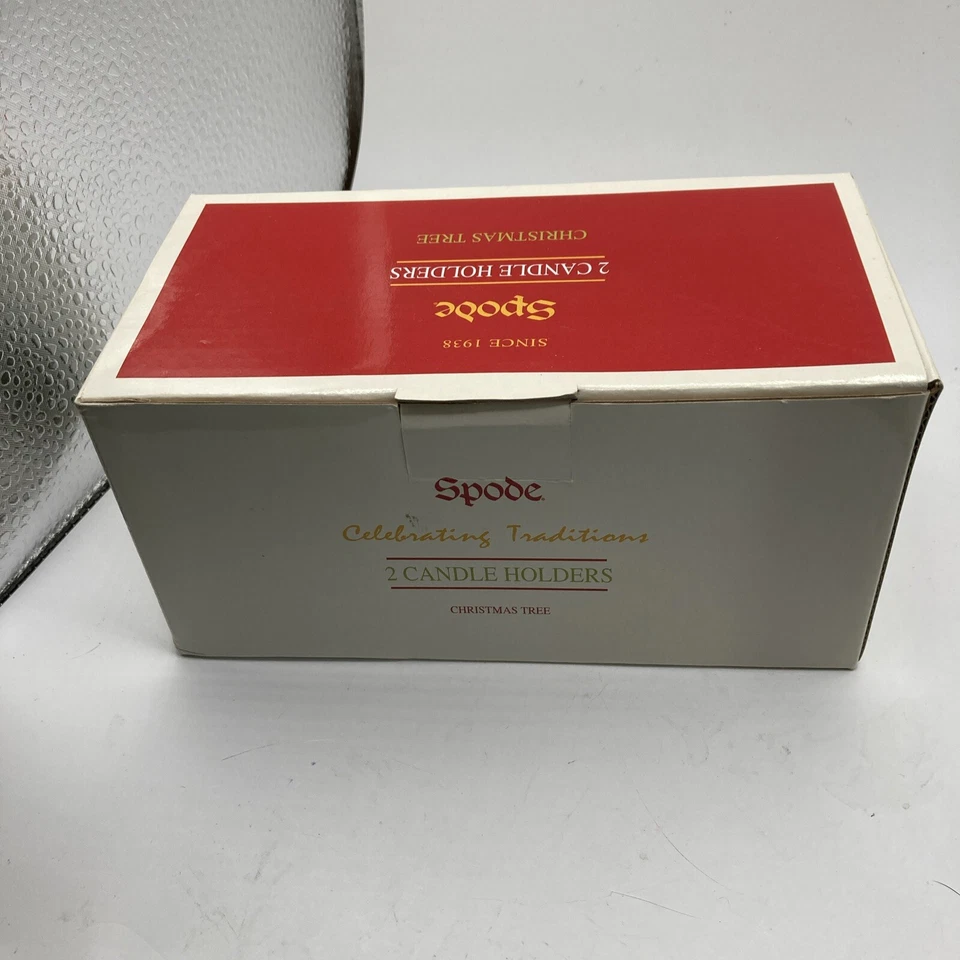 SINCE 1938
Spode
2 CANDLE HOLDERS
CHRISTMAS TREE
Spode
Celebrating Traditions
2 CANDLE HOLDERS
CHRISTMAS TREE